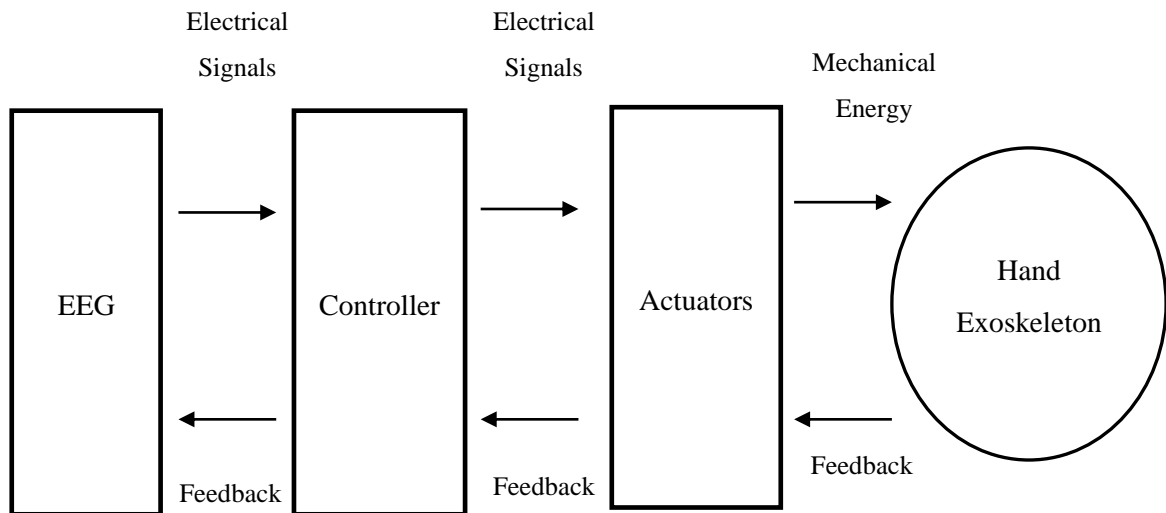 Electrical
Signals
Electrical
Signals
Mechanical
Energy
EEG
Controller
Actuators
Hand
Exoskeleton
Feedback
Feedback
Feedback